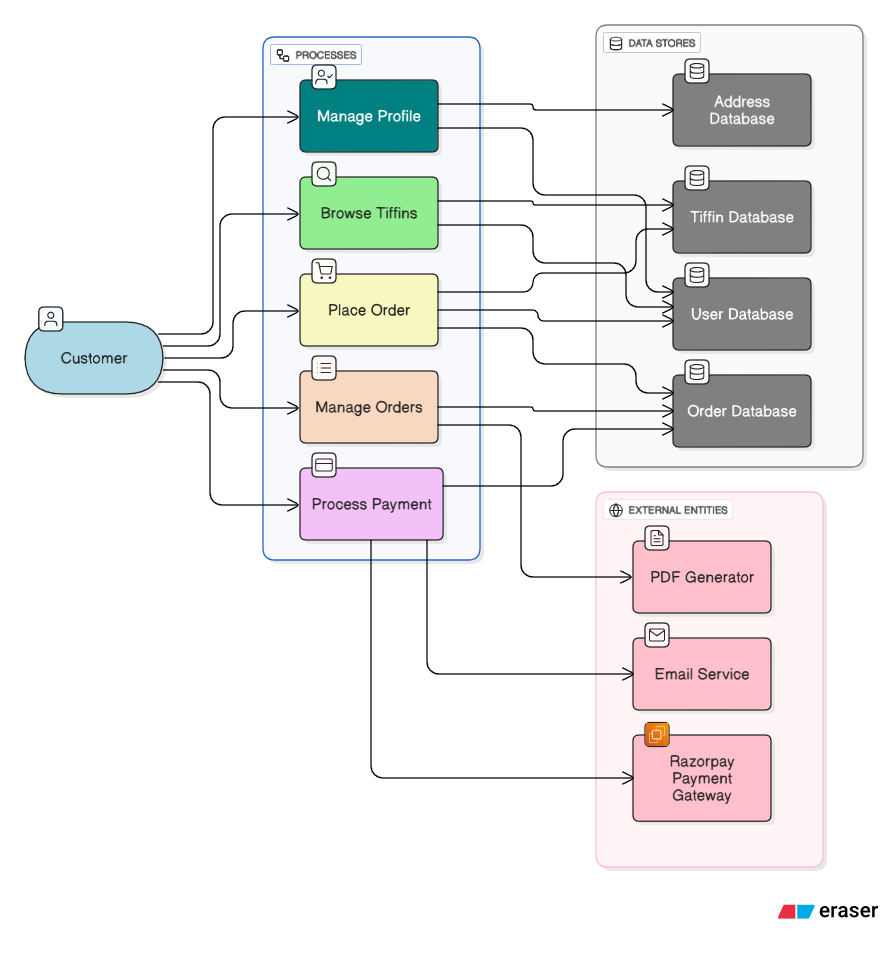 PROCESSES
Manage Profile
Browse Tiffins
Place Order
Manage Orders
Process Payment
Customer
DATA STORES
Address
Database
Tiffin Database
User Database
Order Database
EXTERNAL ENTITIES
PDF Generator
Email Service
Razorpay
Payment
Gateway
eraser